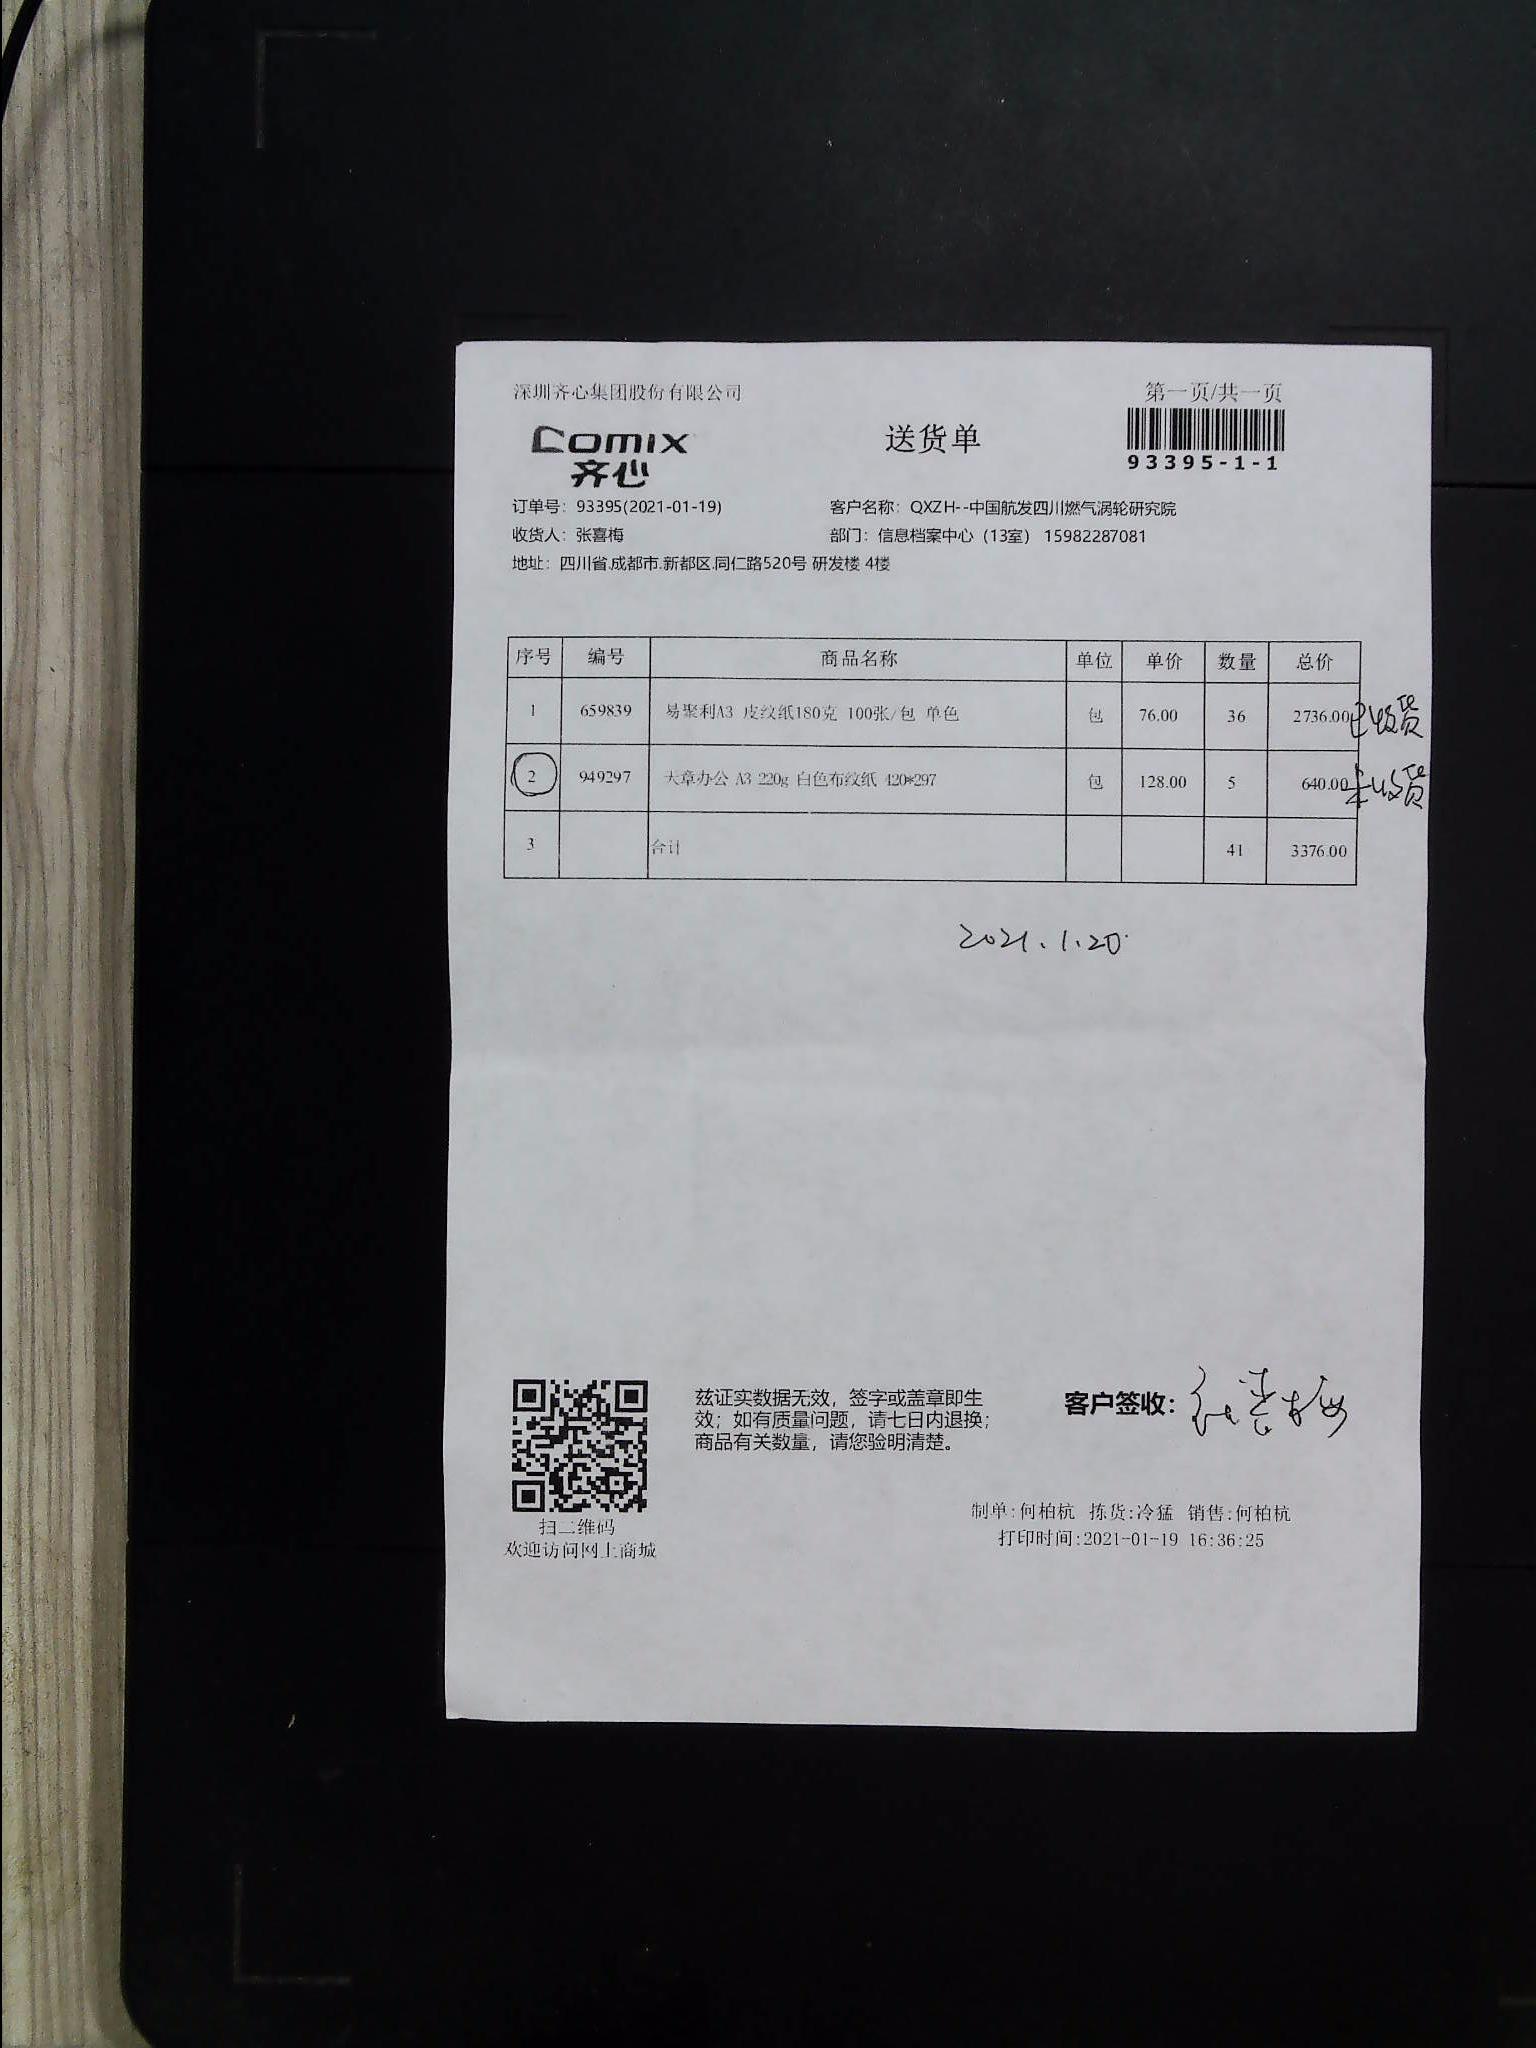 深圳齐心集团股份有限公司
第一页/共一页
comix
齐心
送货单
93395-1-1
订单号：93395(2021-01-19)
客户名称：QXZH--中国航发四川燃气涡轮研究院
收货人：张喜梅
部门：信息档案中心（13室） 15982287081
地址：四川省.成都市.新都区.同仁路520号 研发楼 4楼
序号 编号 商品名称 单位 单价 数量 总价
1 659839 易聚利A3 皮纹纸180克 100张/包 单色 包 76.00 36 2736.00 已收货
2 949297 天章办公 A3 220g 白色布纹纸 420*297 包 128.00 5 640.00 未收货
3 合计 41 3376.00
2021.1.20
兹证实数据无效，签字或盖章即生
效；如有质量问题，请七日内退换；
商品有关数量，请您验明清楚。
客户签收：张喜梅
扫二维码
欢迎访问网上商城
制单:何柏杭 拣货:冷猛 销售:何柏杭
打印时间:2021-01-19 16:36:25